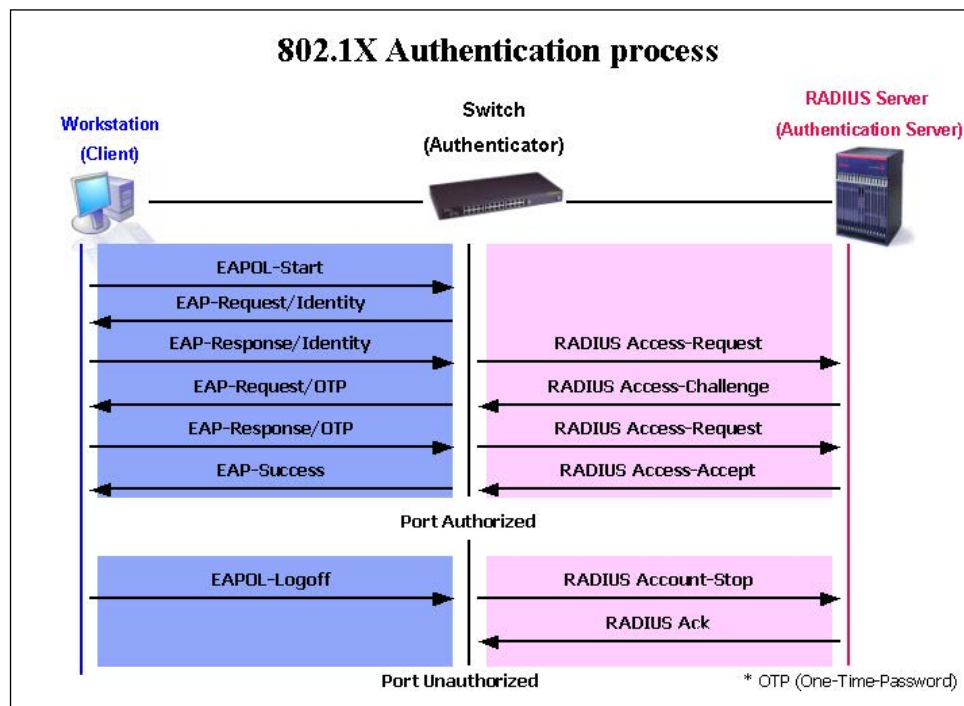 802.1X Authentication process
Workstation
(Client)
Switch
(Authenticator)
RADIUS Server
(Authentication Server)
EAPOL-Start
EAP-Request/Identity
EAP-Response/Identity
RADIUS Access-Request
EAP-Request/OTP
RADIUS Access-Challenge
EAP-Response/OTP
RADIUS Access-Request
EAP-Success
RADIUS Access-Accept
Port Authorized
EAPOL-Logoff
RADIUS Account-Stop
RADIUS Ack
Port Unauthorized
* OTP (One-Time-Password)